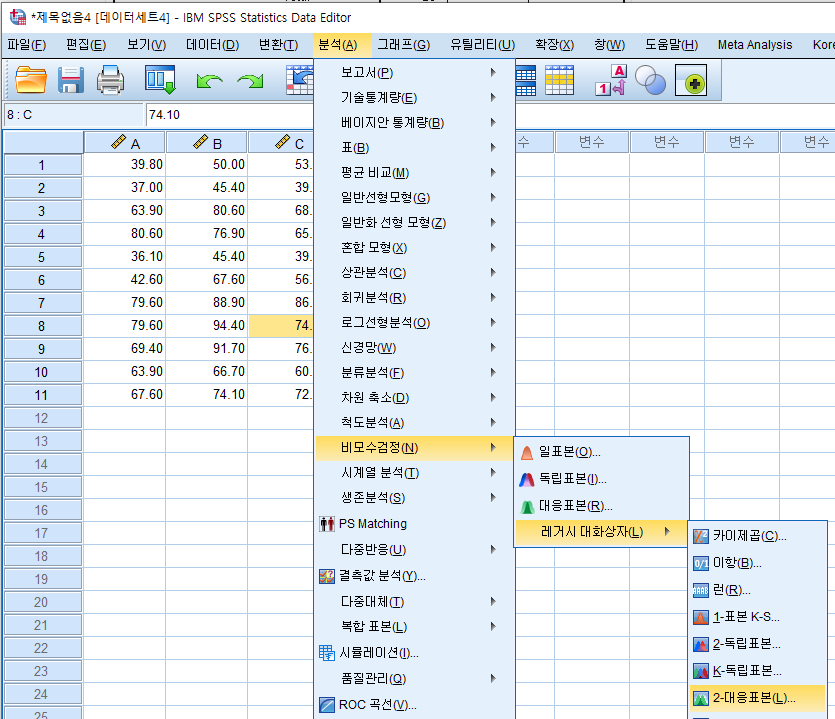 *제목없음4 [데이터세트4] - IBM SPSS Statistics Data Editor
파일(F) 편집(E) 보기(V) 데이터(D) 변환(T) 분석(A) 그래프(G) 유틸리티(U) 확장(X) 창(W) 도움말(H) Meta Analysis Kore
8 : C 74.10
A B C 수 변수 변수 변수 변수
1 39.80 50.00 53.
2 37.00 45.40 39.
3 63.90 80.60 68.
4 80.60 76.90 65.
5 36.10 45.40 39.
6 42.60 67.60 56.
7 79.60 88.90 86.
8 79.60 94.40 74.
9 69.40 91.70 76.
10 63.90 66.70 60.
11 67.60 74.10 72.
12
13
14
15
16
17
18
19
20
21
22
23
24
25
보고서(P)
기술통계량(E)
베이지안 통계량(B)
표(B)
평균 비교(M)
일반선형모형(G)
일반화 선형 모형(Z)
혼합 모형(X)
상관분석(C)
회귀분석(R)
로그선형분석(O)
신경망(W)
분류분석(F)
차원 축소(D)
척도분석(A)
비모수검정(N)
시계열 분석(T)
생존분석(S)
PS Matching
다중반응(U)
결측값 분석(Y)...
다중대체(T)
복합 표본(L)
시뮬레이션(I)...
품질관리(Q)
ROC 곡선(V)...
일표본(O)...
독립표본(I)...
대응표본(R)...
레거시 대화상자(L)
카이제곱(C)...
이항(B)...
런(R)...
1-표본 K-S...
2-독립표본...
K-독립표본...
2-대응표본(L)...